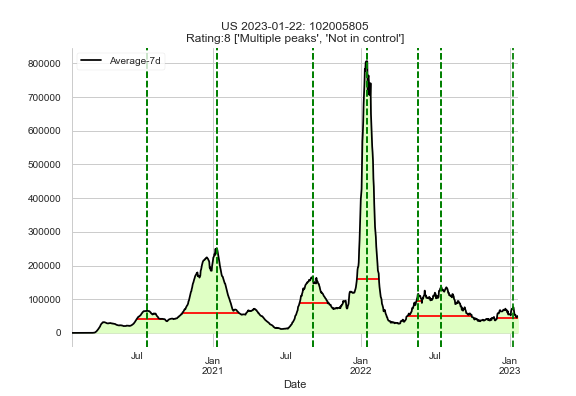 US 2023-01-22: 102005805
Rating:8 ['Multiple peaks', 'Not in control']
Average-7d
800000
700000
600000
500000
400000
300000
200000
100000
0
Jul
Jan
2021
Jul
Jan
2022
Jul
Jan
2023
Date